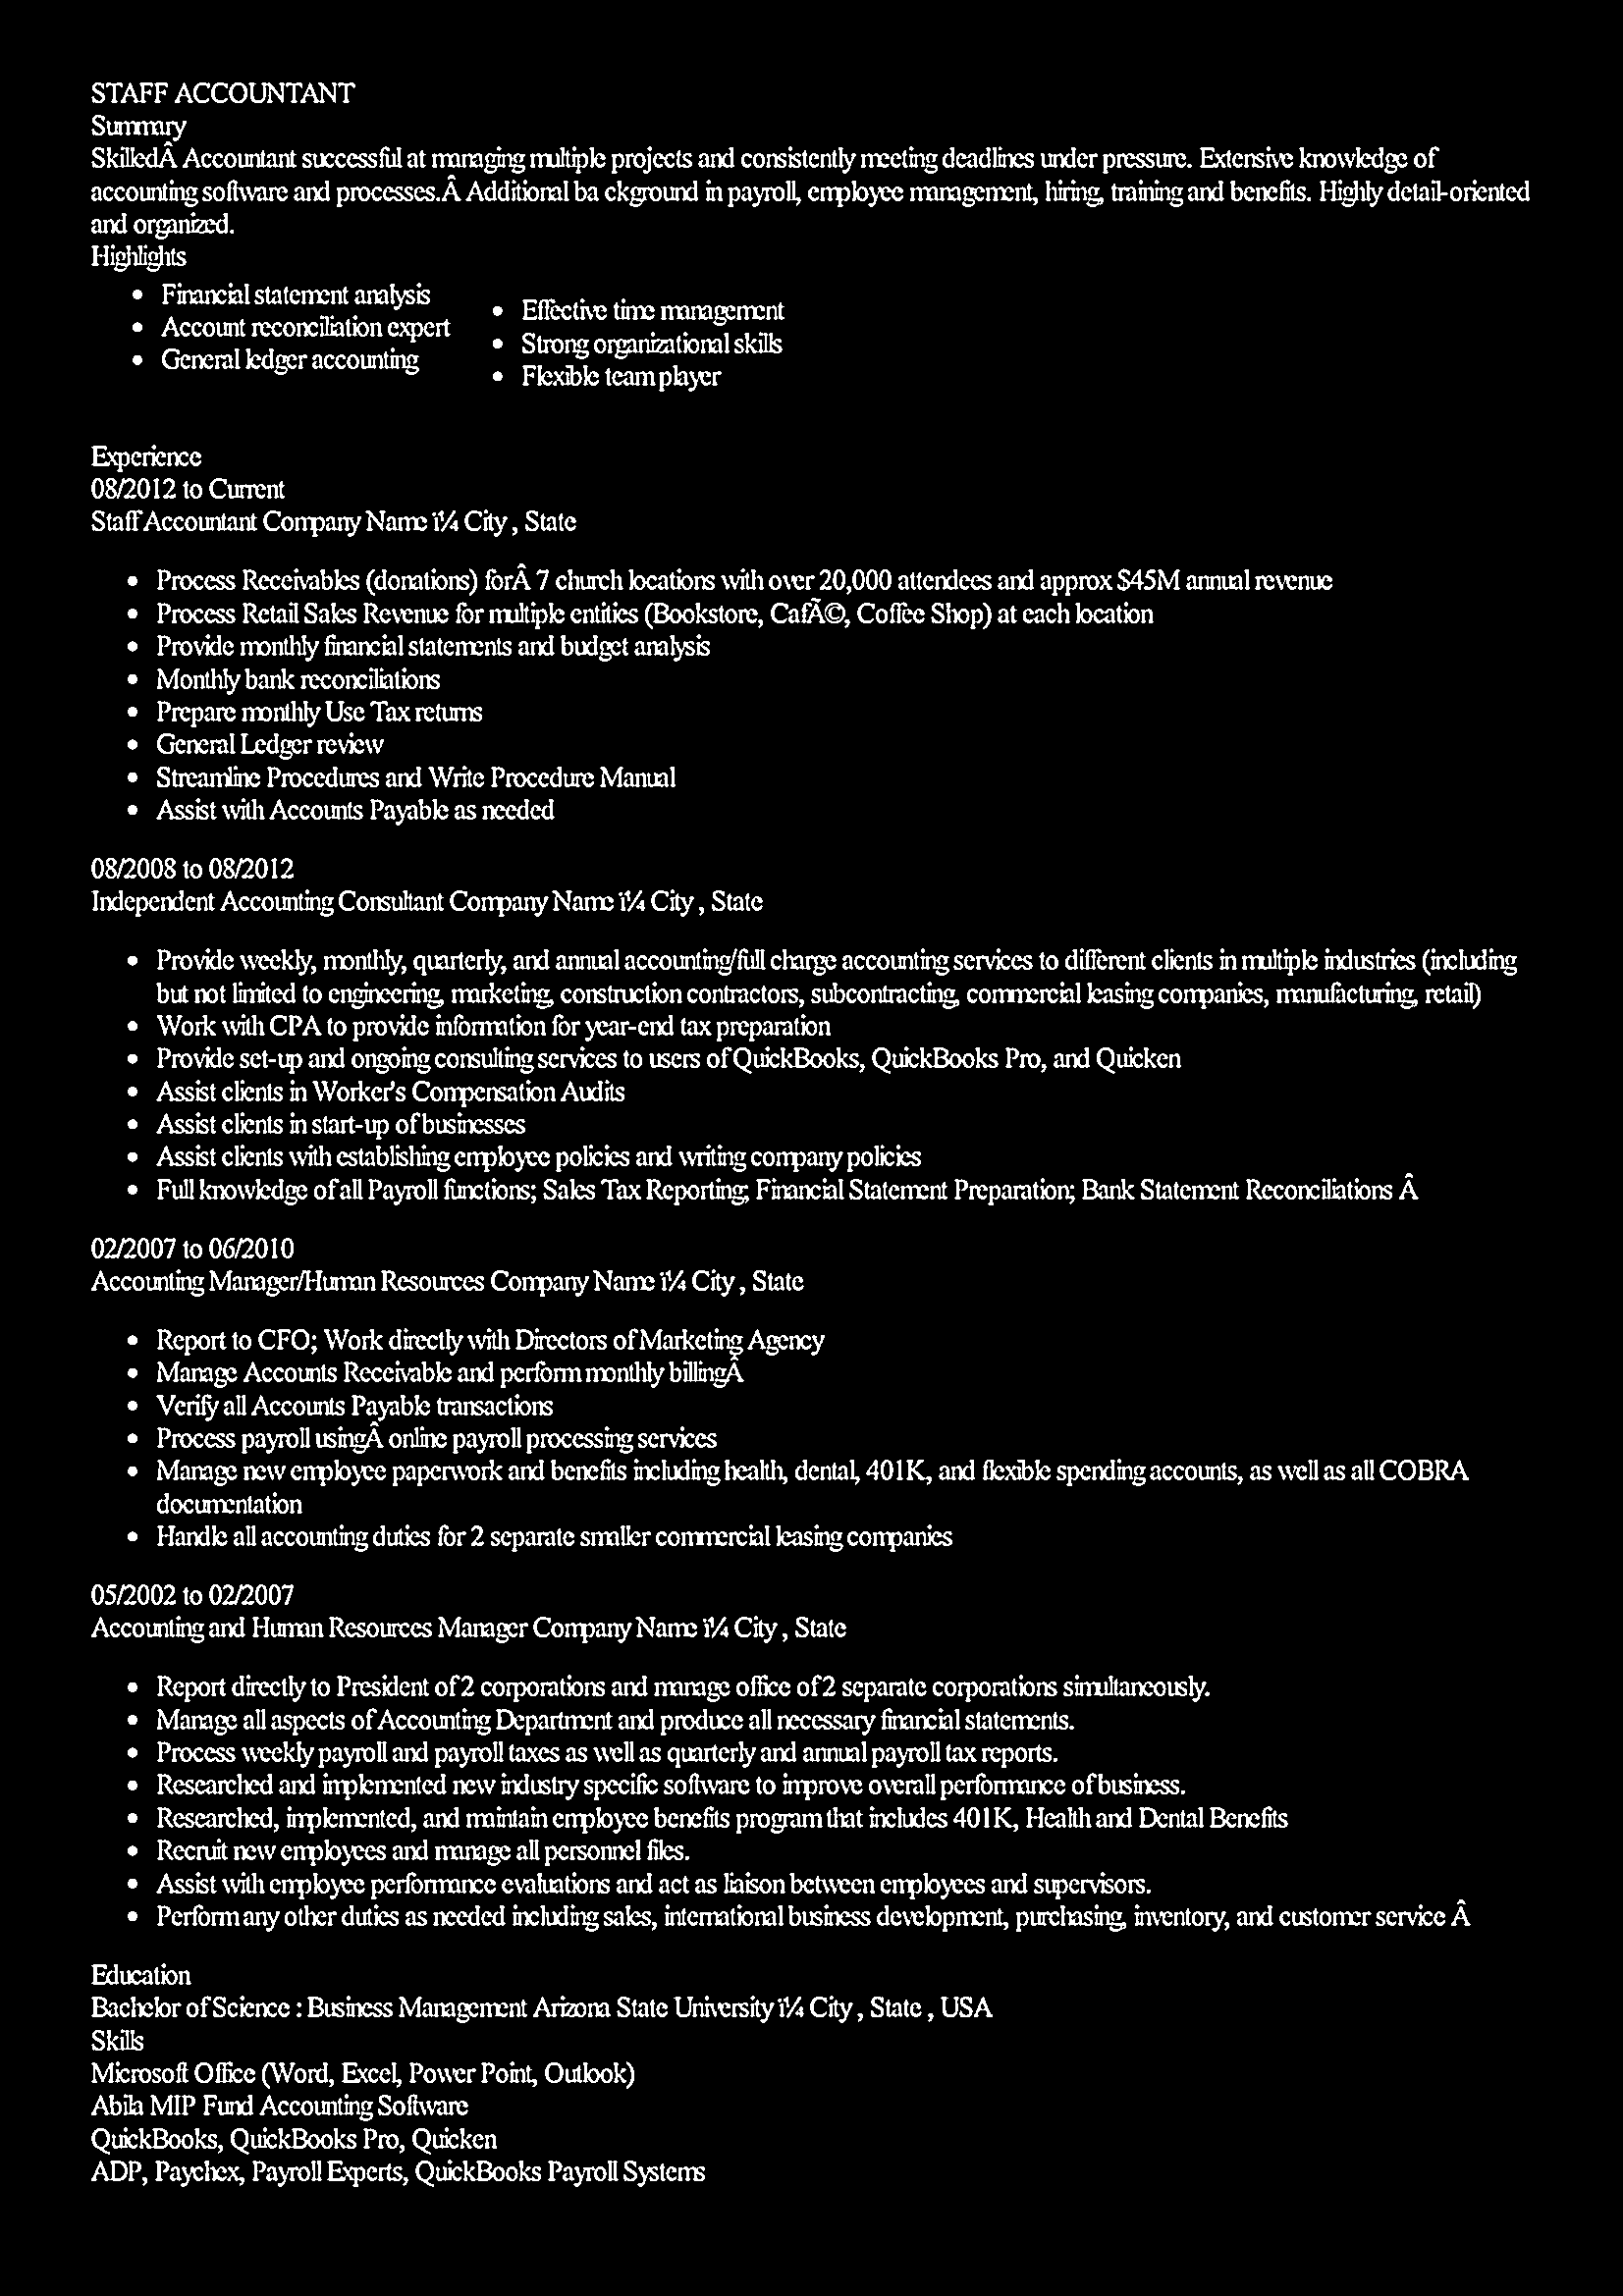 STAFF ACCOUNTANT
Summary
SkilledÂ Accountant successful at managing multiple projects and consistently meeting deadlines under pressure. Extensive knowledge of
accounting software and processes.Â Additional ba ckground in payroll, employee management, hiring, training and benefits. Highly detail-oriented
and organized.
Highlights
• Financial statement analysis
• Account reconciliation expert
• General ledger accounting
• Effective time management
• Strong organizational skills
• Flexible team player
Experience
08/2012 to Current
Staff Accountant Company Name ï¼ City , State
• Process Receivables (donations) forÂ 7 church locations with over 20,000 attendees and approx $45M annual revenue
• Process Retail Sales Revenue for multiple entities (Bookstore, CafÃ©, Coffee Shop) at each location
• Provide monthly financial statements and budget analysis
• Monthly bank reconciliations
• Prepare monthly Use Tax returns
• General Ledger review
• Streamline Procedures and Write Procedure Manual
• Assist with Accounts Payable as needed
08/2008 to 08/2012
Independent Accounting Consultant Company Name ï¼ City , State
• Provide weekly, monthly, quarterly, and annual accounting/full charge accounting services to different clients in multiple industries (including
but not limited to engineering, marketing, construction contractors, subcontracting, commercial leasing companies, manufacturing, retail)
• Work with CPA to provide information for year-end tax preparation
• Provide set-up and ongoing consulting services to users of QuickBooks, QuickBooks Pro, and Quicken
• Assist clients in Worker's Compensation Audits
• Assist clients in start-up of businesses
• Assist clients with establishing employee policies and writing company policies
• Full knowledge of all Payroll functions; Sales Tax Reporting; Financial Statement Preparation; Bank Statement Reconciliations Â
02/2007 to 06/2010
Accounting Manager/Human Resources Company Name ï¼ City , State
• Report to CFO; Work directly with Directors of Marketing Agency
• Manage Accounts Receivable and perform monthly billingÂ
• Verify all Accounts Payable transactions
• Process payroll usingÂ online payroll processing services
• Manage new employee paperwork and benefits including health, dental, 401K, and flexible spending accounts, as well as all COBRA
documentation
• Handle all accounting duties for 2 separate smaller commercial leasing companies
05/2002 to 02/2007
Accounting and Human Resources Manager Company Name ï¼ City , State
• Report directly to President of 2 corporations and manage office of 2 separate corporations simultaneously.
• Manage all aspects of Accounting Department and produce all necessary financial statements.
• Process weekly payroll and payroll taxes as well as quarterly and annual payroll tax reports.
• Researched and implemented new industry specific software to improve overall performance of business.
• Researched, implemented, and maintain employee benefits program that includes 401K, Health and Dental Benefits
• Recruit new employees and manage all personnel files.
• Assist with employee performance evaluations and act as liaison between employees and supervisors.
• Perform any other duties as needed including sales, international business development, purchasing, inventory, and customer service Â
Education
Bachelor of Science : Business Management Arizona State University ï¼ City , State , USA
Skills
Microsoft Office (Word, Excel, Power Point, Outlook)
Abila MIP Fund Accounting Software
QuickBooks, QuickBooks Pro, Quicken
ADP, Paychex, Payroll Experts, QuickBooks Payroll Systems